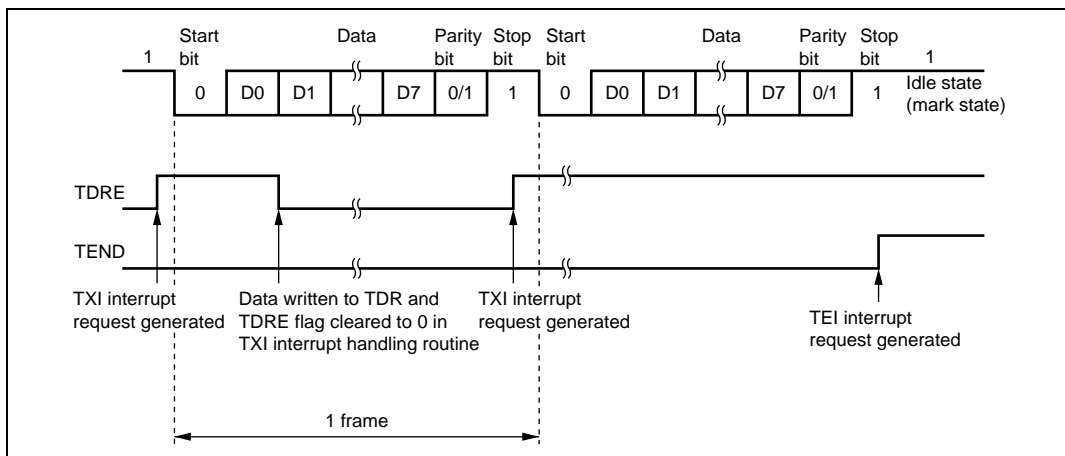 Start bit Data Parity bit Stop bit Start bit Data Parity bit Stop bit
1 1
0 D0 D1 D7 0/1 1 0 D0 D1 D7 0/1 1
Idle state
(mark state)
TDRE
TEND
TXI interrupt
request generated
Data written to TDR and
TDRE flag cleared to 0 in
TXI interrupt handling routine
TXI interrupt
request generated
TEI interrupt
request generated
1 frame